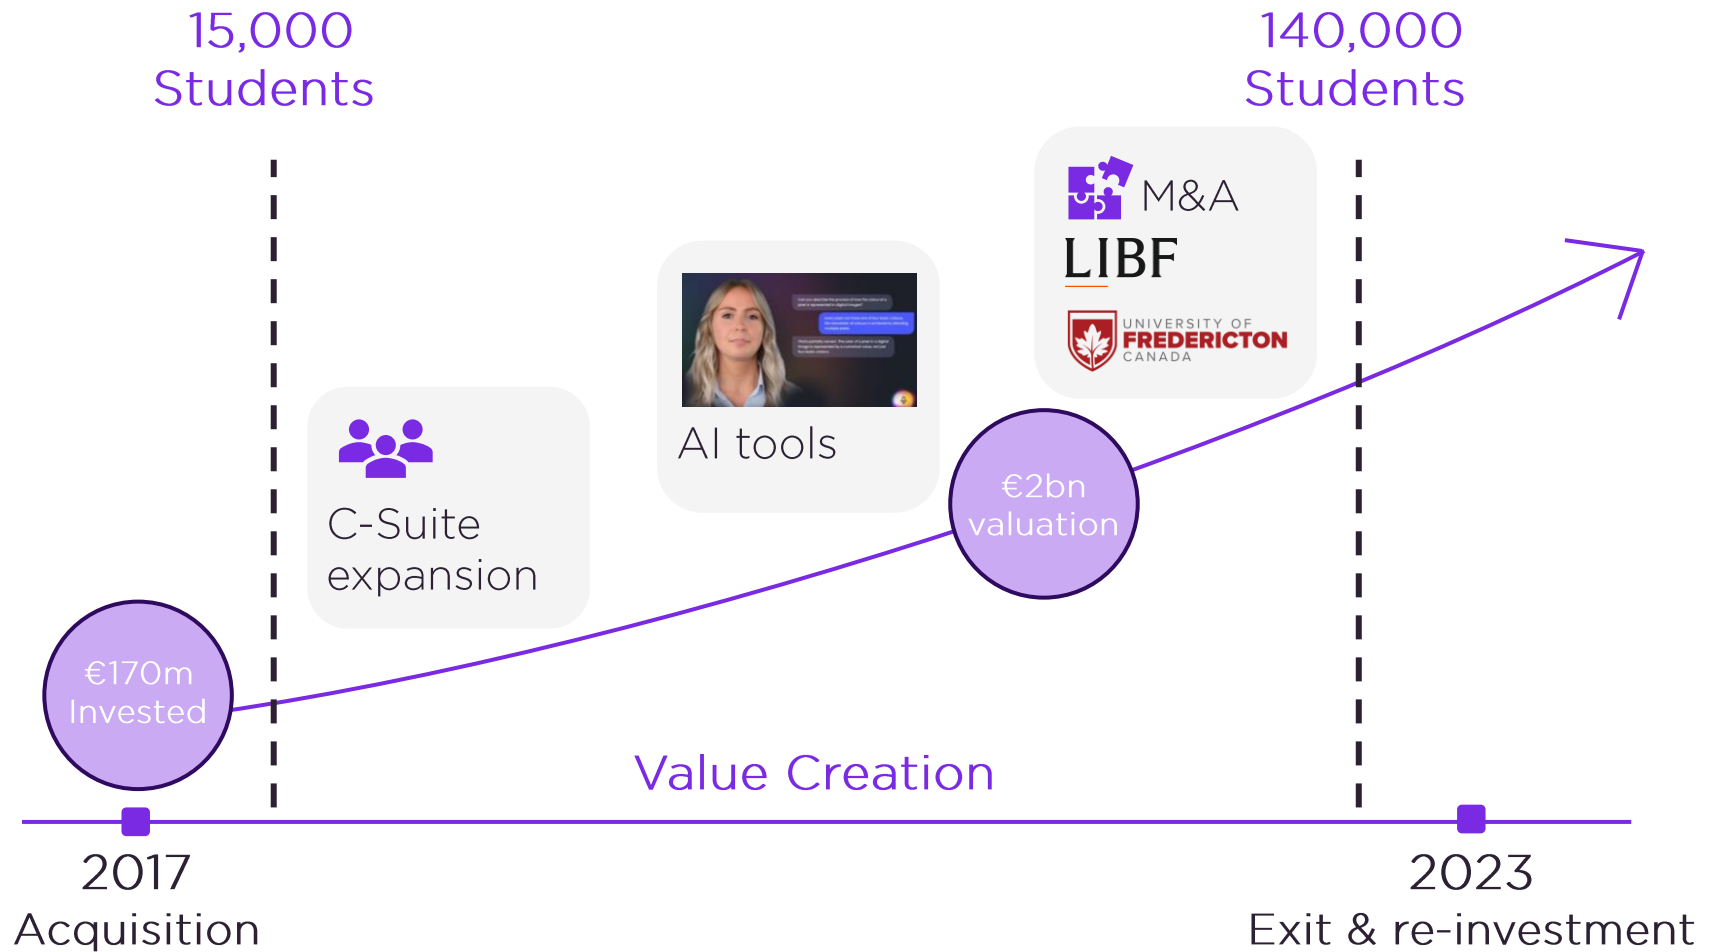 15,000
Students
140,000
Students
M&A
LIBF
UNIVERSITY OF
FREDERICTON
CANADA
AI tools
C-Suite
expansion
€2bn
valuation
€170m
Invested
Value Creation
2017
Acquisition
2023
Exit & re-investment